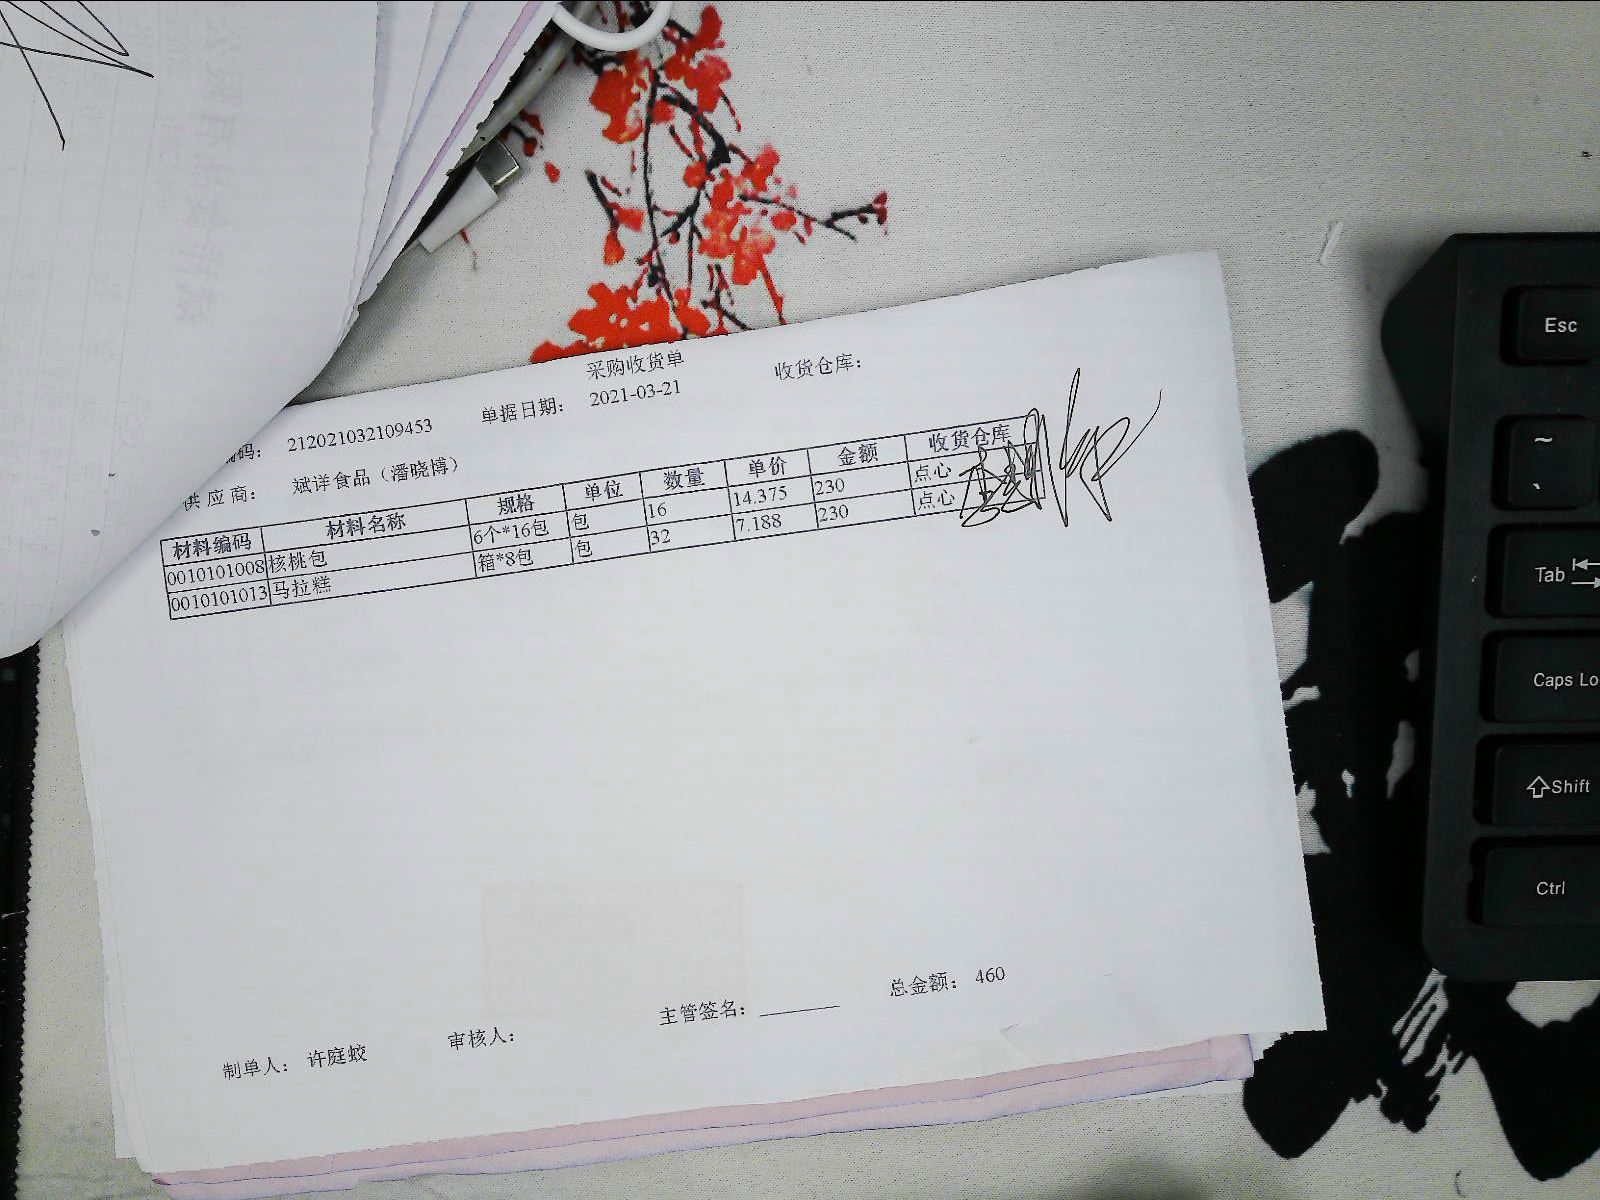 采购收货单
编码： 212021032109453 单据日期： 2021-03-21 收货仓库：
供应商： 斌详食品（潘晓博）
材料编码 材料名称 规格 单位 数量 单价 金额 收货仓库
0010101008 核桃包 6个*16包 包 16 14.375 230 点心
0010101013 马拉糕 箱*8包 包 32 7.188 230 点心
制单人： 许庭蛟 审核人： 主管签名： 总金额： 460
Esc
~
、
Tab
Caps Lo
Shift
Ctrl